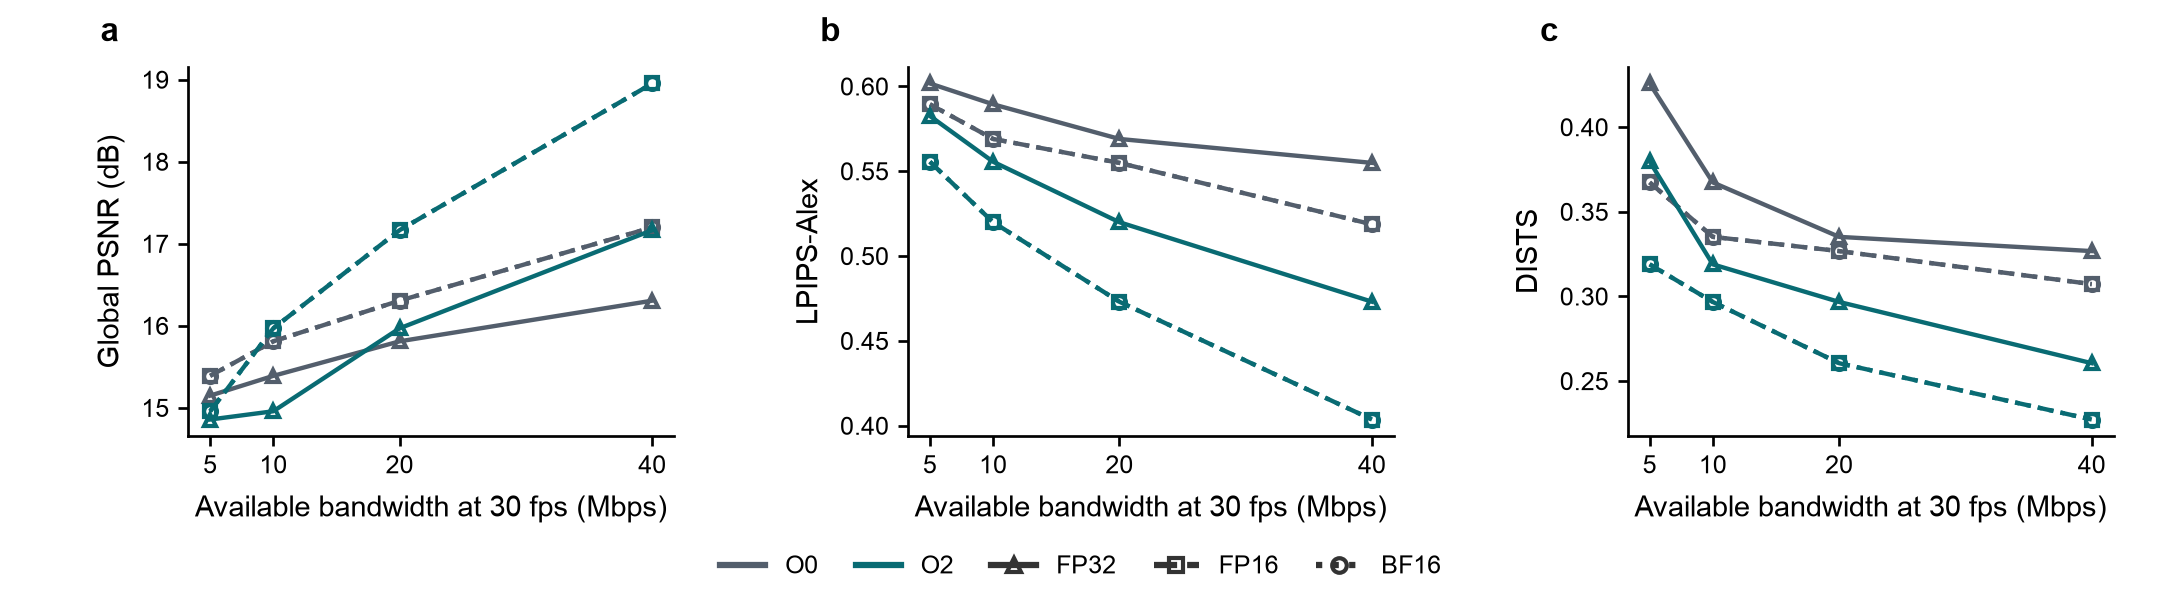 a
19
18
17
16
15
Global PSNR (dB)
5 10 20 40
Available bandwidth at 30 fps (Mbps)
b
0.60
0.55
0.50
0.45
0.40
LPIPS-Alex
5 10 20 40
Available bandwidth at 30 fps (Mbps)
c
0.40
0.35
0.30
0.25
DISTS
5 10 20 40
Available bandwidth at 30 fps (Mbps)
O0 O2 FP32 FP16 BF16